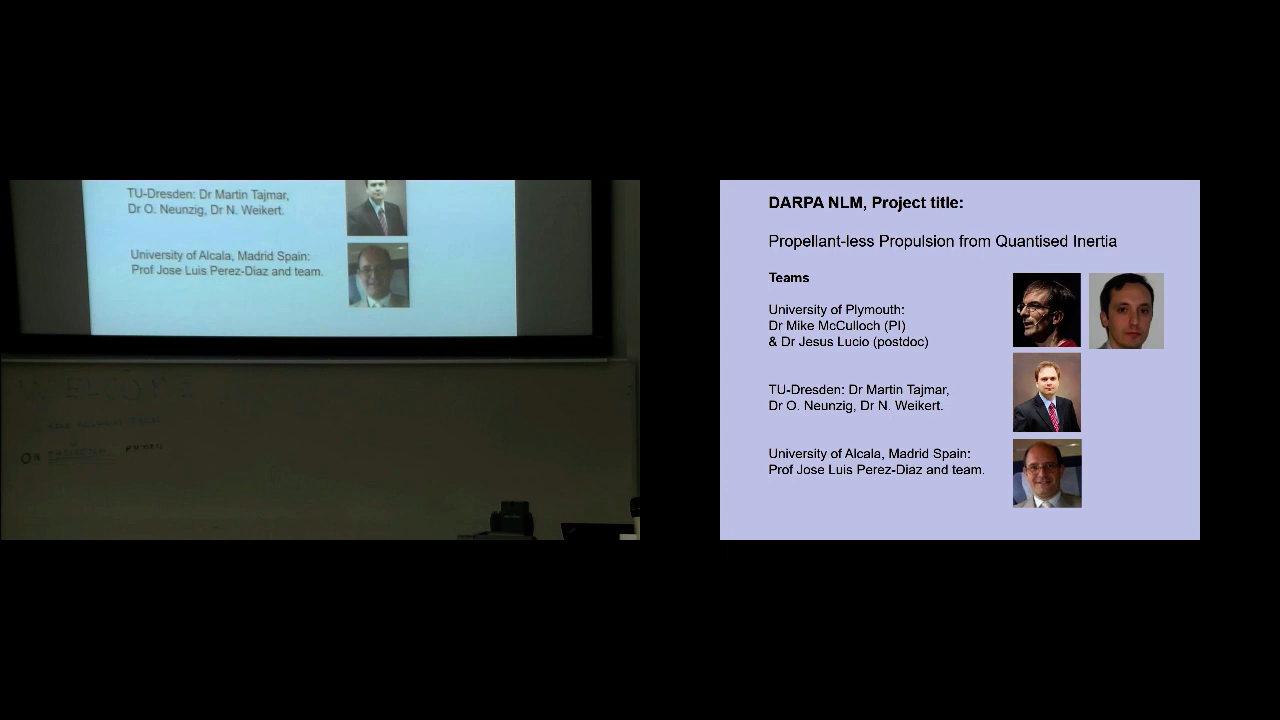 TU-Dresden: Dr Martin Tajmar,
Dr O. Neunzig, Dr N. Weikert.
University of Alcala, Madrid Spain:
Prof Jose Luis Perez-Diaz and team.
WELCOME
ON
DARPA NLM, Project title:
Propellant-less Propulsion from Quantised Inertia
Teams
University of Plymouth:
Dr Mike McCulloch (PI)
& Dr Jesus Lucio (postdoc)
TU-Dresden: Dr Martin Tajmar,
Dr O. Neunzig, Dr N. Weikert.
University of Alcala, Madrid Spain:
Prof Jose Luis Perez-Diaz and team.